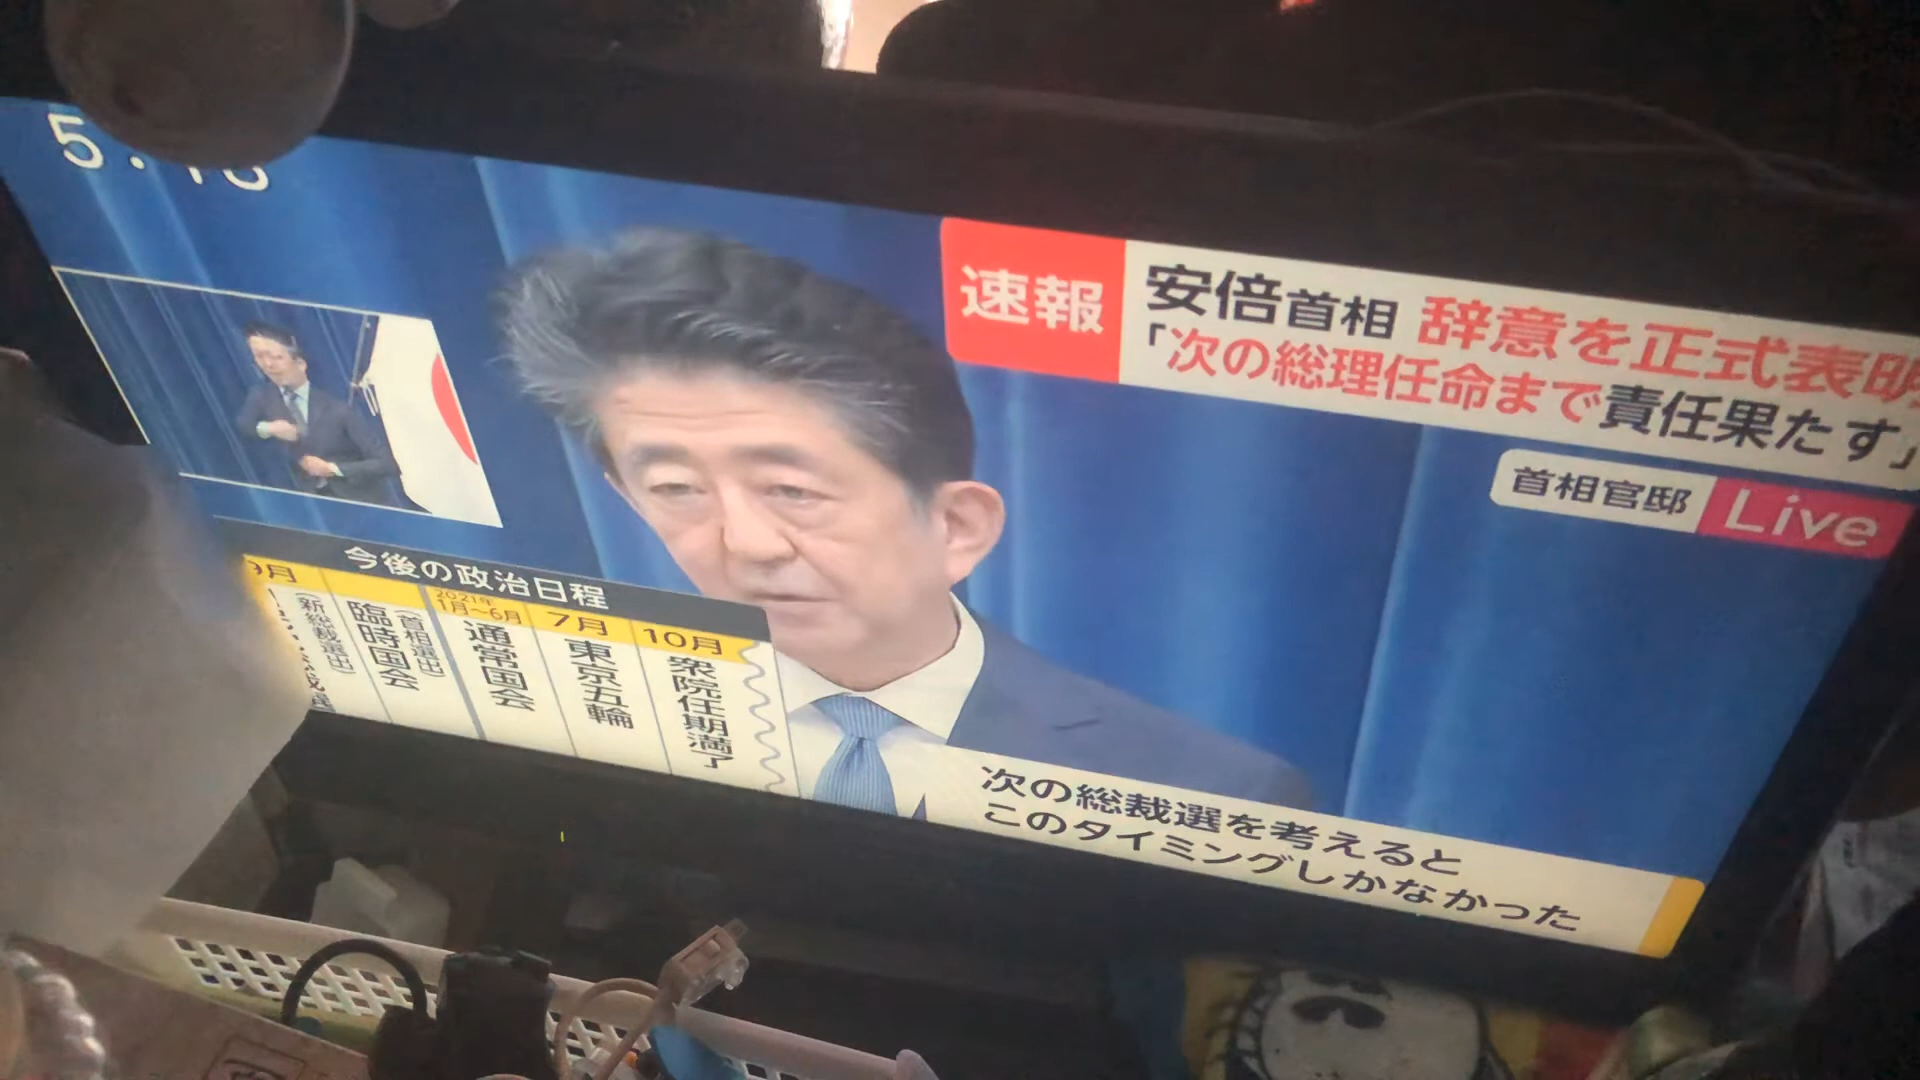 速報
安倍首相 辞意を正式表明
「次の総理任命まで責任果たす」
首相官邸 Live
今後の政治日程
9月
(新総裁選出)
臨時国会
(首相選出)
2021年
1月～6月
通常国会
7月
東京五輪
10月
衆院任期満了
次の総裁選を考えると
このタイミングしかなかった